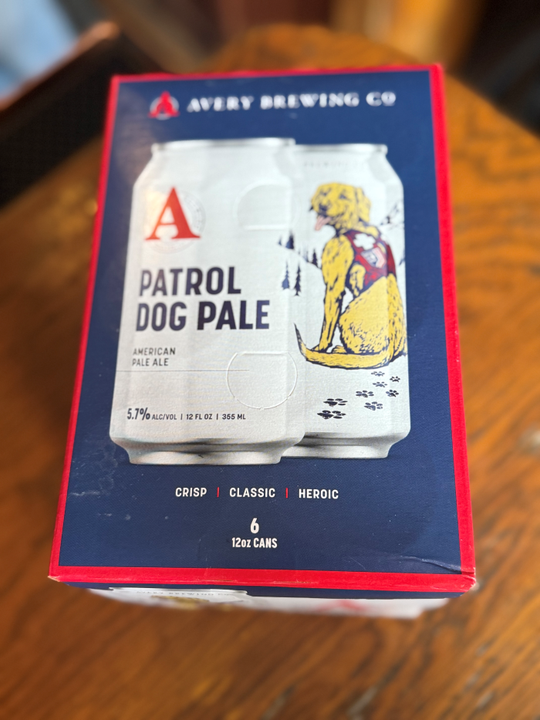 AVERY BREWING CO
A
PATROL
DOG PALE
AMERICAN
PALE ALE
5.7% ALC/VOL | 12 FL OZ | 355 ML
CRISP | CLASSIC | HEROIC
6
12oz CANS